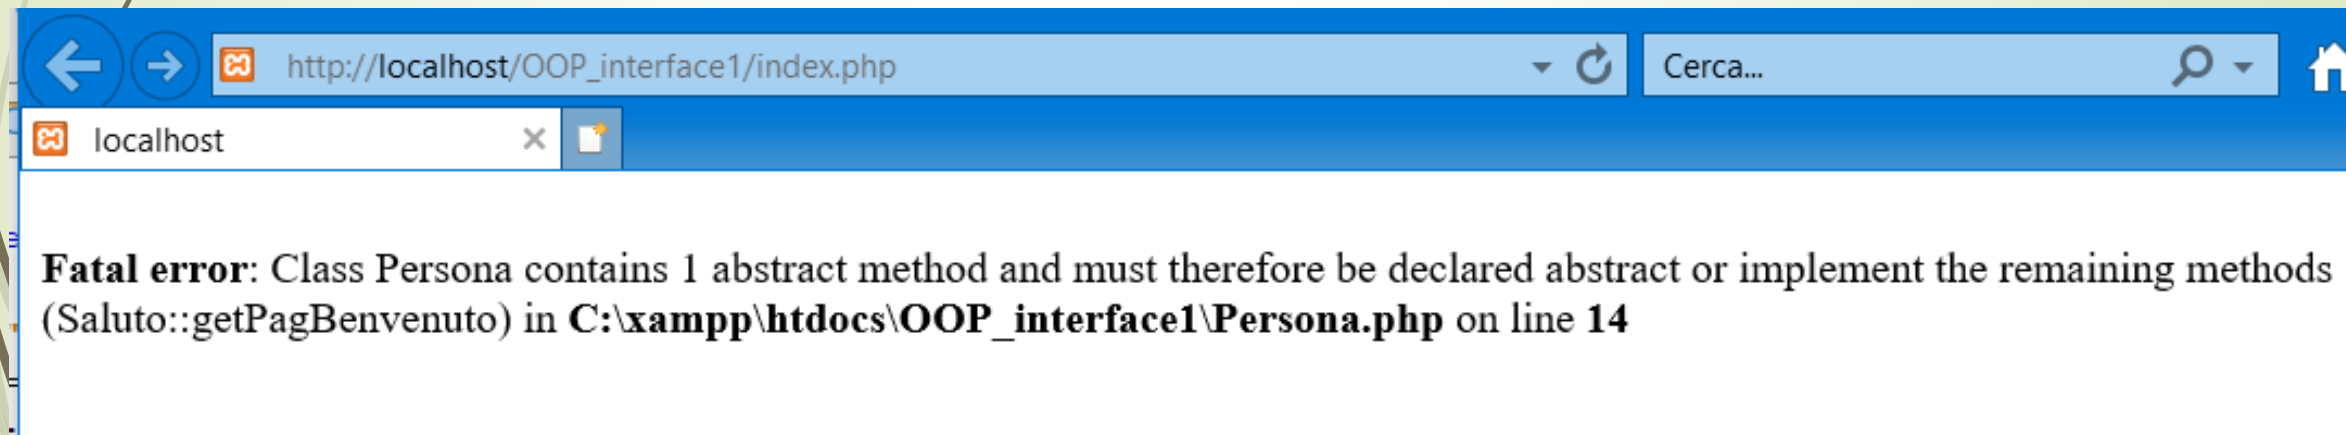 http://localhost/OOP_interface1/index.php
Cerca...
localhost
Fatal error: Class Persona contains 1 abstract method and must therefore be declared abstract or implement the remaining methods
(Saluto::getPagBenvenuto) in C:\xampp\htdocs\OOP_interface1\Persona.php on line 14